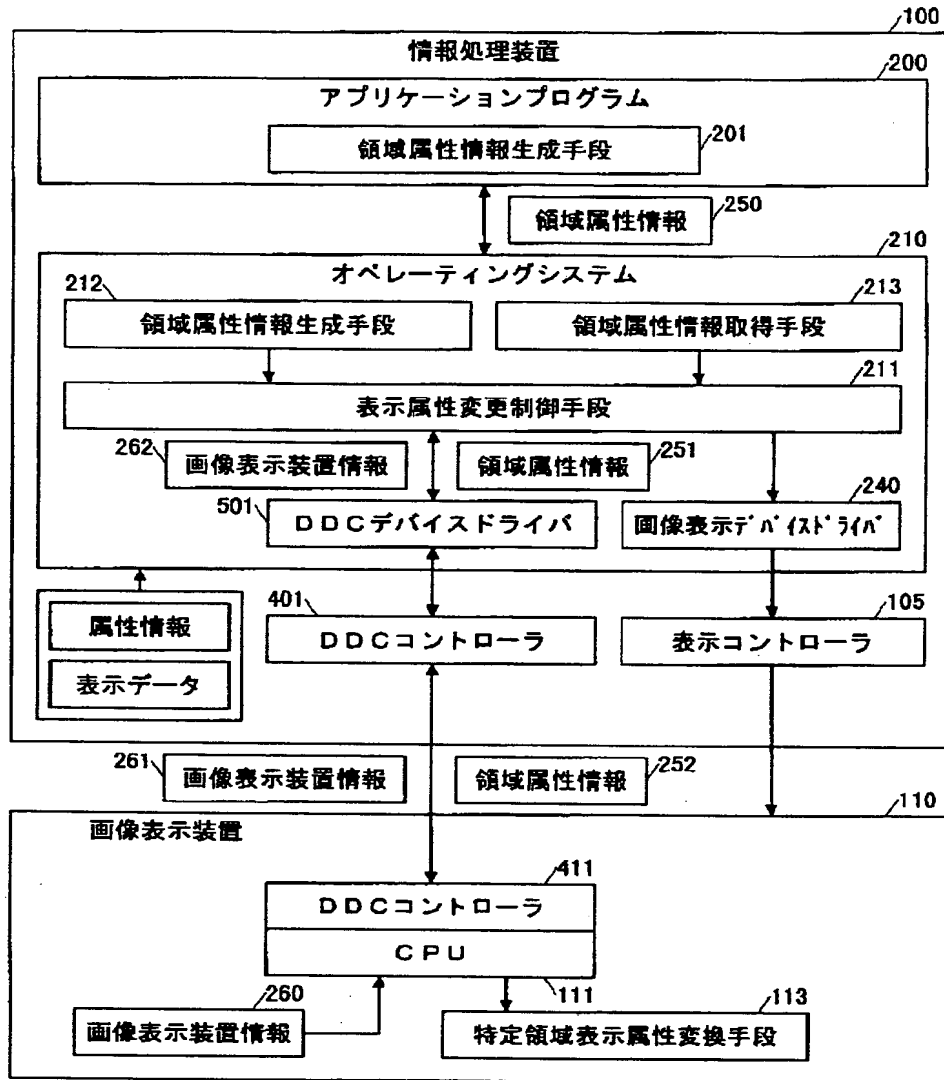 100
情報処理装置
200
アプリケーションプログラム
201
領域属性情報生成手段
領域属性情報
250
210
オペレーティングシステム
212
213
領域属性情報生成手段
領域属性情報取得手段
211
表示属性変更制御手段
262
画像表示装置情報
領域属性情報
251
501
240
DDCデバイスドライバ
画像表示ﾃﾞﾊﾞｲｽﾄﾞﾗｲﾊﾞ
属性情報
表示データ
401
105
DDCコントローラ
表示コントローラ
261
画像表示装置情報
領域属性情報
252
110
画像表示装置
411
DDCコントローラ
CPU
111
260
113
画像表示装置情報
特定領域表示属性変換手段